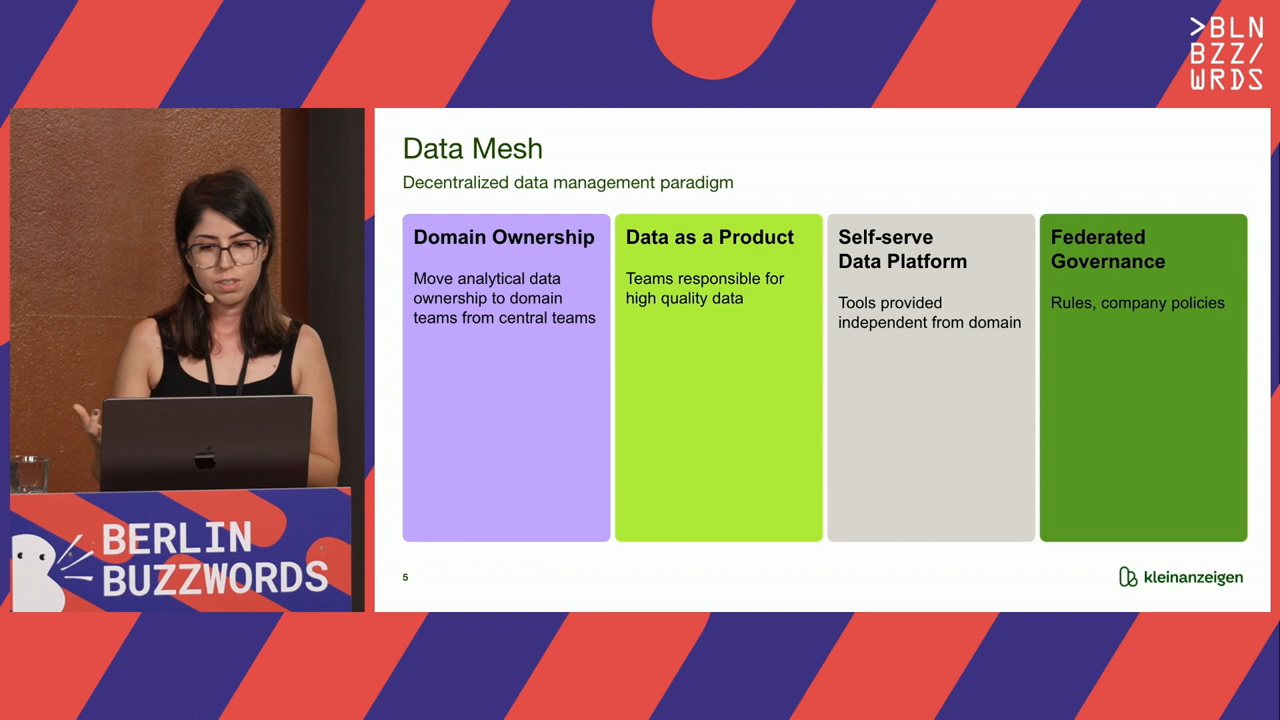 >BLN
BZZ/
WRDS
Data Mesh
Decentralized data management paradigm
Domain Ownership
Move analytical data
ownership to domain
teams from central teams
Data as a Product
Teams responsible for
high quality data
Self-serve
Data Platform
Tools provided
independent from domain
Federated
Governance
Rules, company policies
5
kleinanzeigen
BERLIN
BUZZWORDS